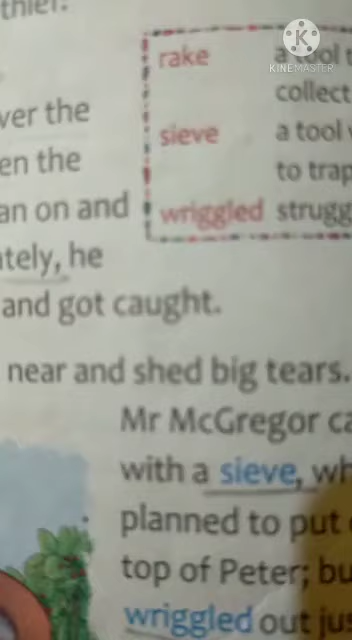 thief.
rake
a tool
collect
ver the
sieve
a tool
en the
to trap
an on and
wriggled strugg
tely, he
and got caught.
near and shed big tears.
Mr McGregor ca
with a sieve, wh
planned to put
top of Peter; bu
wriggled out jus
K
KINEMASTER